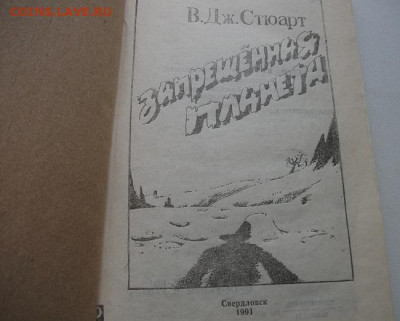 В.Дж.Стюарт
ЗАПРЕЩЁННАЯ
ПЛАНЕТА
Свердловск
1991